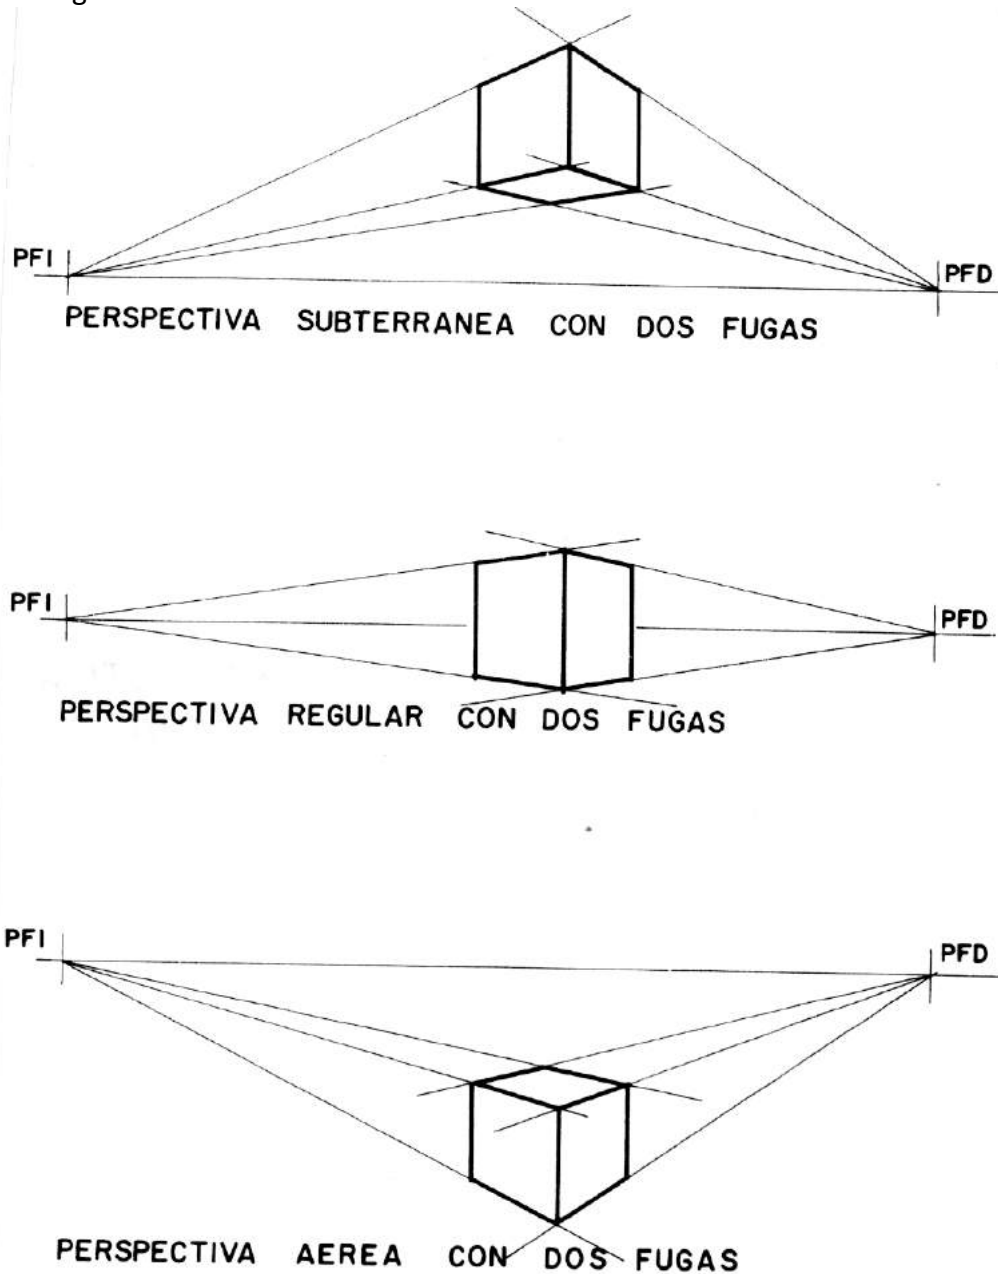 PFI
PFD
PERSPECTIVA SUBTERRANEA CON DOS FUGAS
PFI
PFD
PERSPECTIVA REGULAR CON DOS FUGAS
PFI
PFD
PERSPECTIVA AEREA CON DOS FUGAS